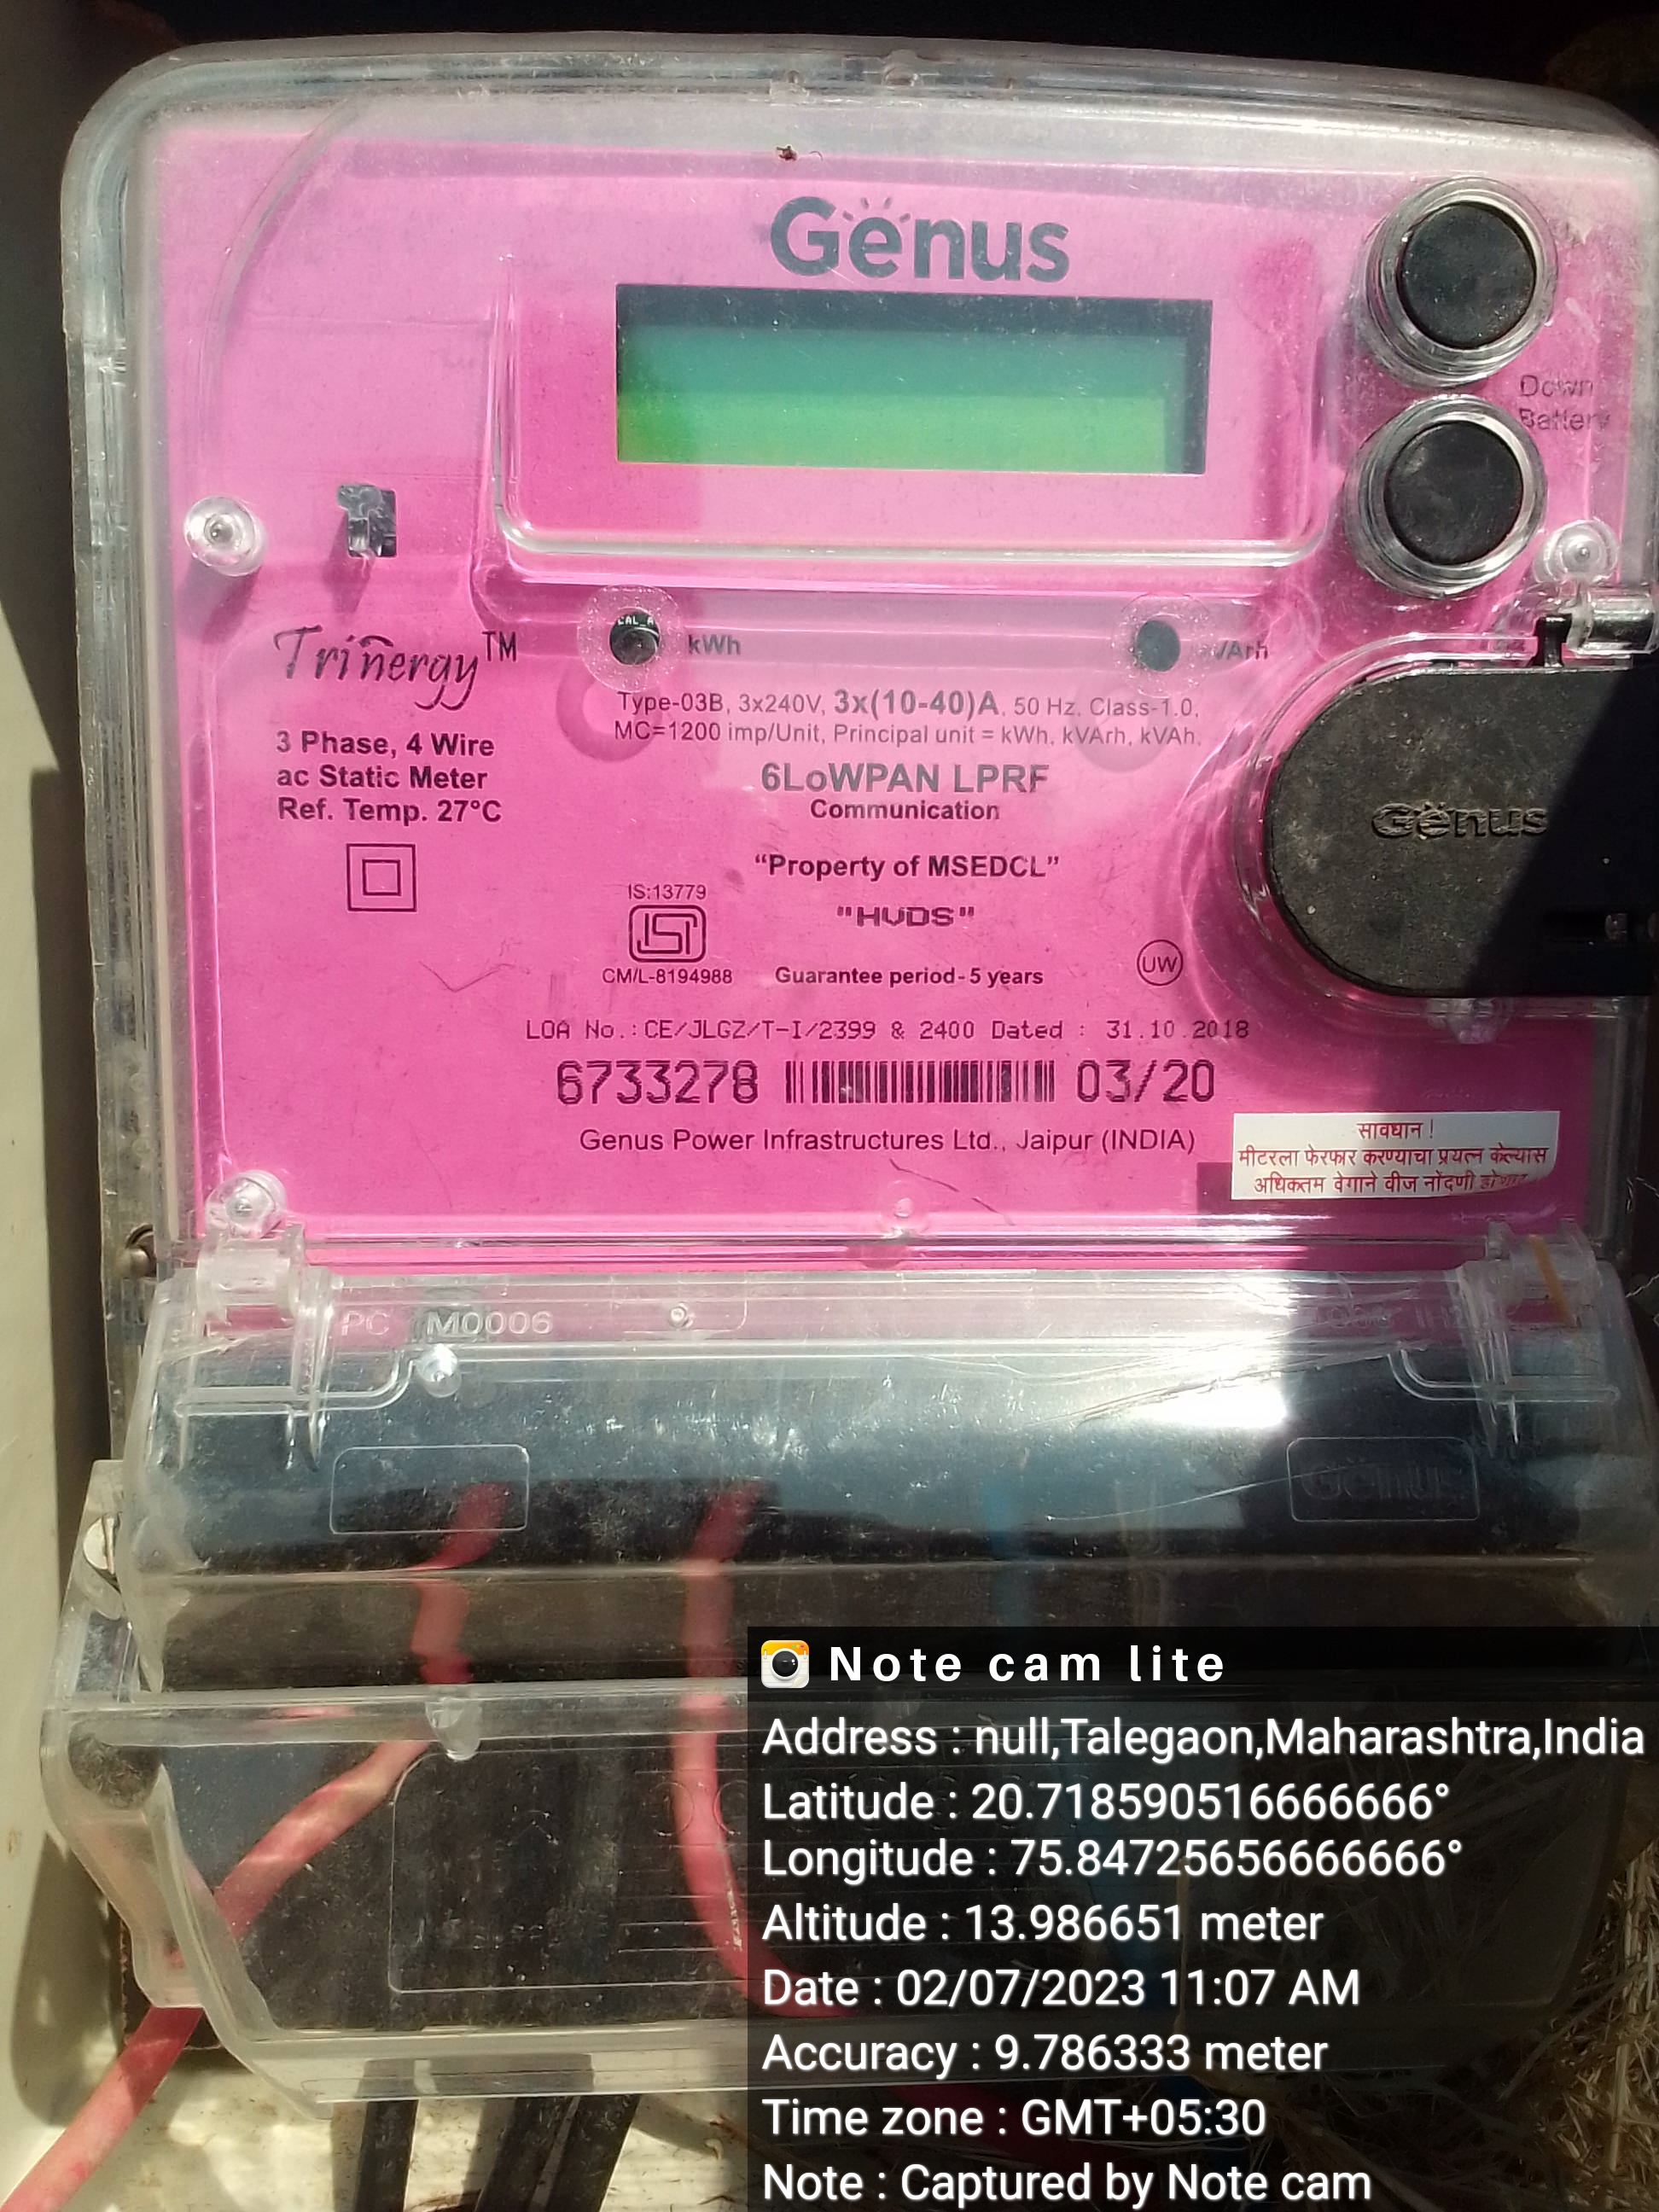 Genus
Down
Battery
CAL_A
kWh
VArh
Trinergy™
Type-03B, 3x240V, 3x(10-40)A, 50 Hz, Class-1.0,
MC=1200 imp/Unit, Principal unit = kWh, kVArh, kVAh,
3 Phase, 4 Wire
ac Static Meter
Ref. Temp. 27°C
6LoWPAN LPRF
Communication
Genus
"Property of MSEDCL"
IS:13779
"HVDS"
ISI
CM/L-8194988
Guarantee period-5 years
UW
LOA No.:CE/JLGZ/T-I/2399 & 2400 Dated : 31.10.2018
6733278 03/20
Genus Power Infrastructures Ltd., Jaipur (INDIA)
सावधान !
मीटरला फेरफार करण्याचा प्रयत्न केल्यास
अधिकतम वेगाने वीज नोंदणी होणार
PC M0006
Genus
Note cam lite
Address : null,Talegaon,Maharashtra,India
Latitude : 20.718590516666666°
Longitude : 75.84725656666666°
Altitude : 13.986651 meter
Date : 02/07/2023 11:07 AM
Accuracy : 9.786333 meter
Time zone : GMT+05:30
Note : Captured by Note cam